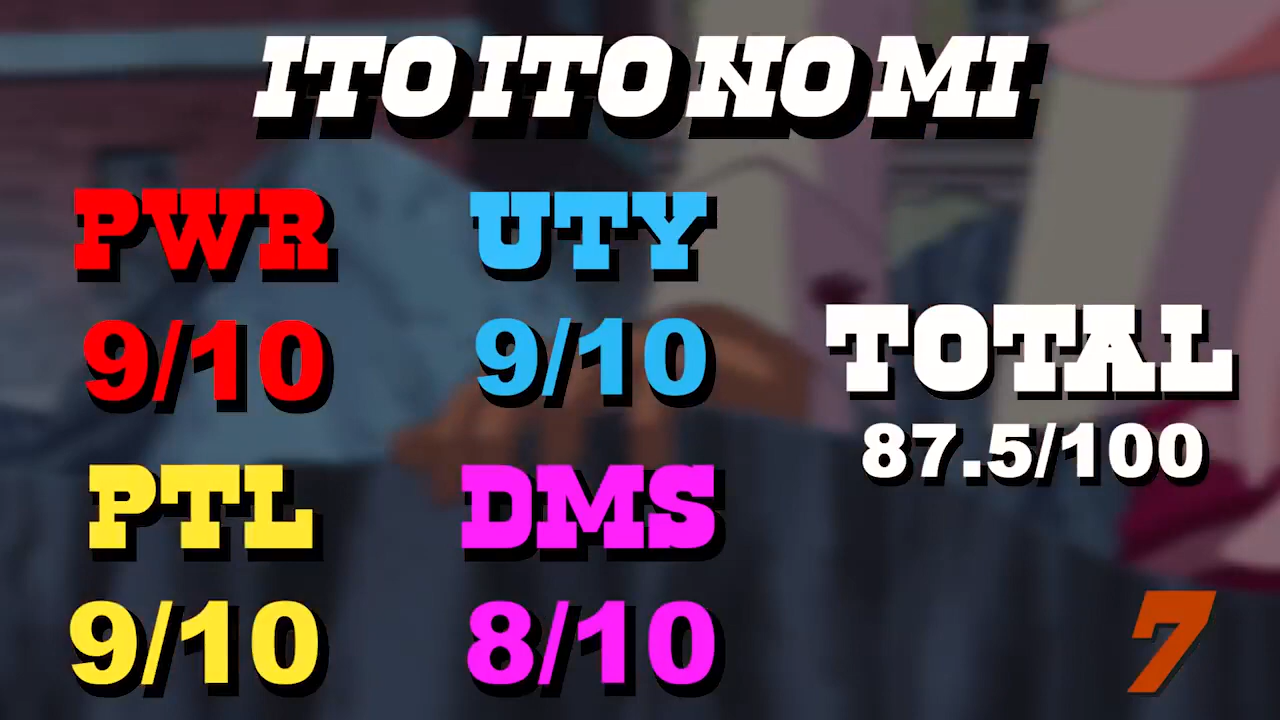 ITO ITO NO MI
PWR
9/10
UTY
9/10
PTL
9/10
DMS
8/10
TOTAL
87.5/100
7